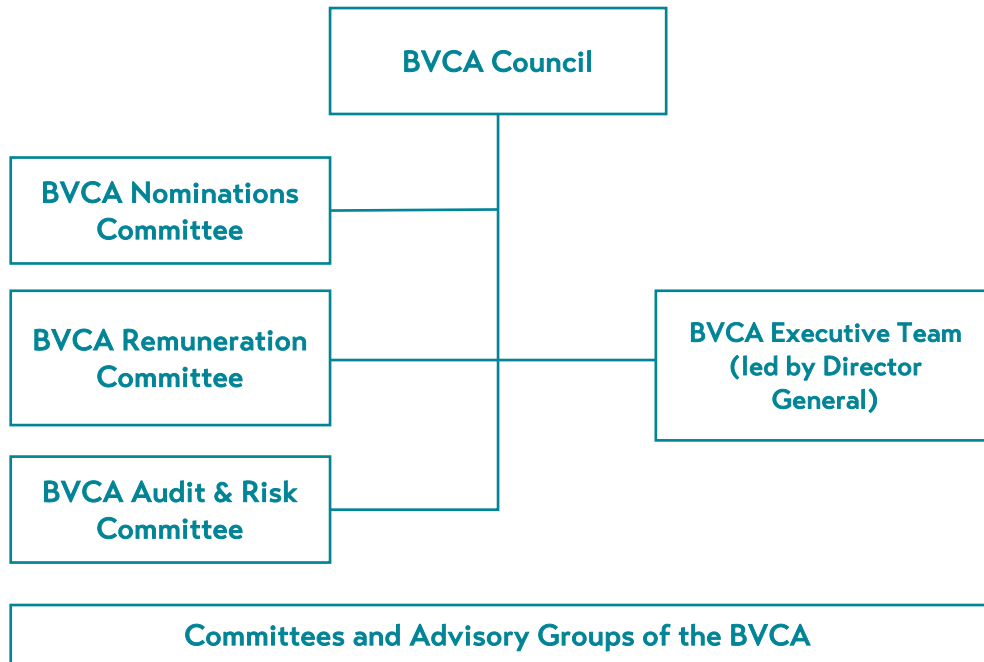 BVCA Council
BVCA Nominations
Committee
BVCA Remuneration
Committee
BVCA Executive Team
(led by Director
General)
BVCA Audit & Risk
Committee
Committees and Advisory Groups of the BVCA